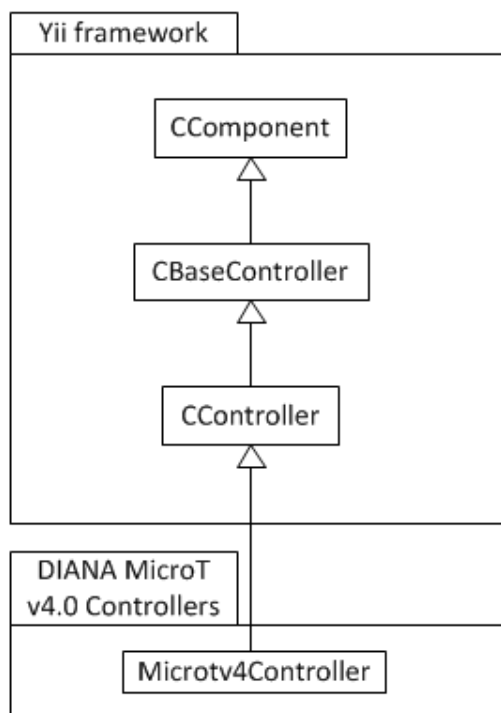 Yii framework
CComponent
CBaseController
CController
DIANA MicroT
v4.0 Controllers
Microtv4Controller